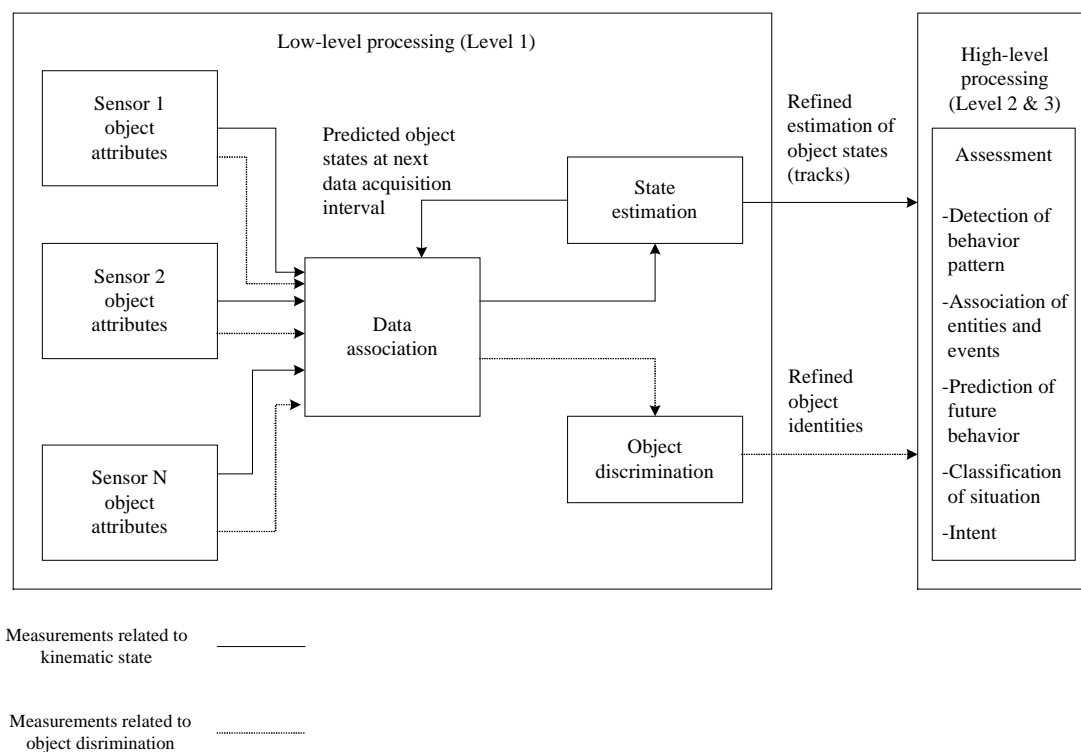 Low-level processing (Level 1)
Sensor 1
object
attributes
Sensor 2
object
attributes
Sensor N
object
attributes
Predicted object
states at next
data acquisition
interval
Data
association
State
estimation
Object
discrimination
Refined
estimation of
object states
(tracks)
Refined
object
identities
High-level
processing
(Level 2 & 3)
Assessment
-Detection of
behavior
pattern
-Association of
entities and
events
-Prediction of
future
behavior
-Classification
of situation
-Intent
Measurements related to
kinematic state
Measurements related to
object disrimination